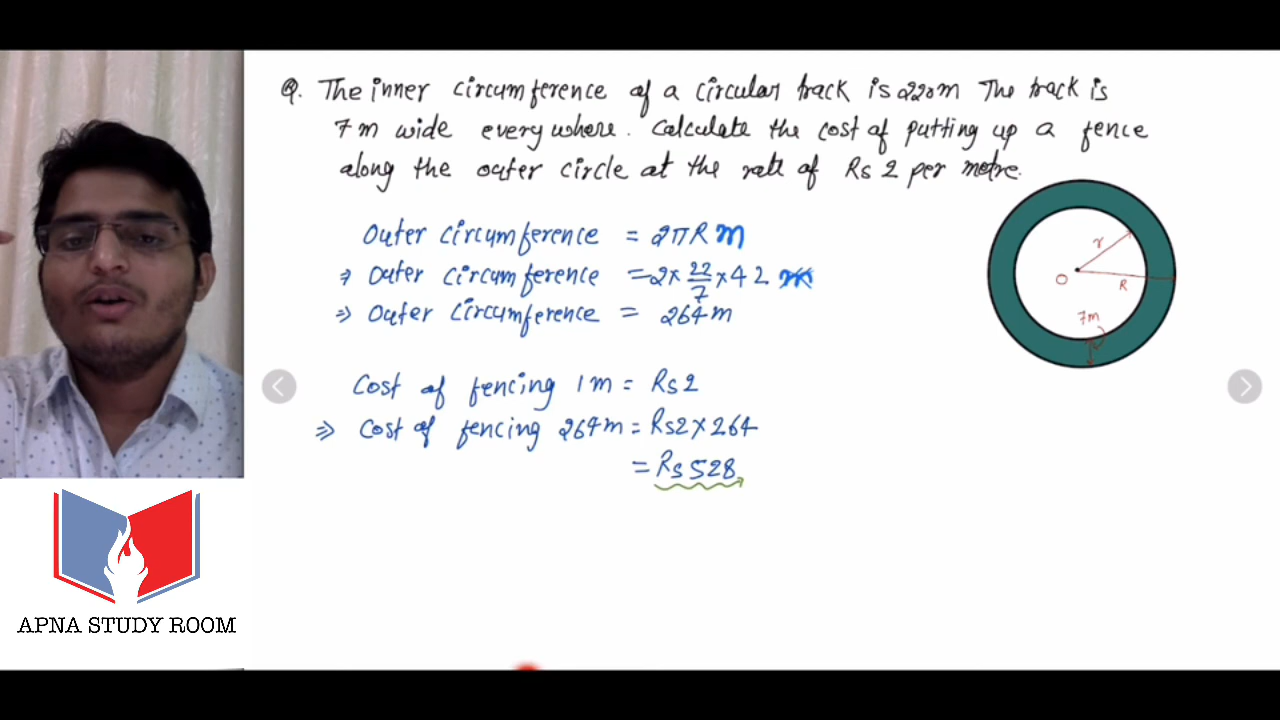 Q. The inner circumference of a circular track is 220m The track is
7m wide everywhere. Calculate the cost of putting up a fence
along the outer circle at the rate of Rs 2 per metre.
Outer circumference = 2πR m
⇒ Outer circumference = 2 × 22/7 × 42 m
⇒ Outer circumference = 264 m
r
O
R
7m
Cost of fencing 1 m = Rs 2
⇒ Cost of fencing 264m = Rs2 × 264
= Rs 528
APNA STUDY ROOM